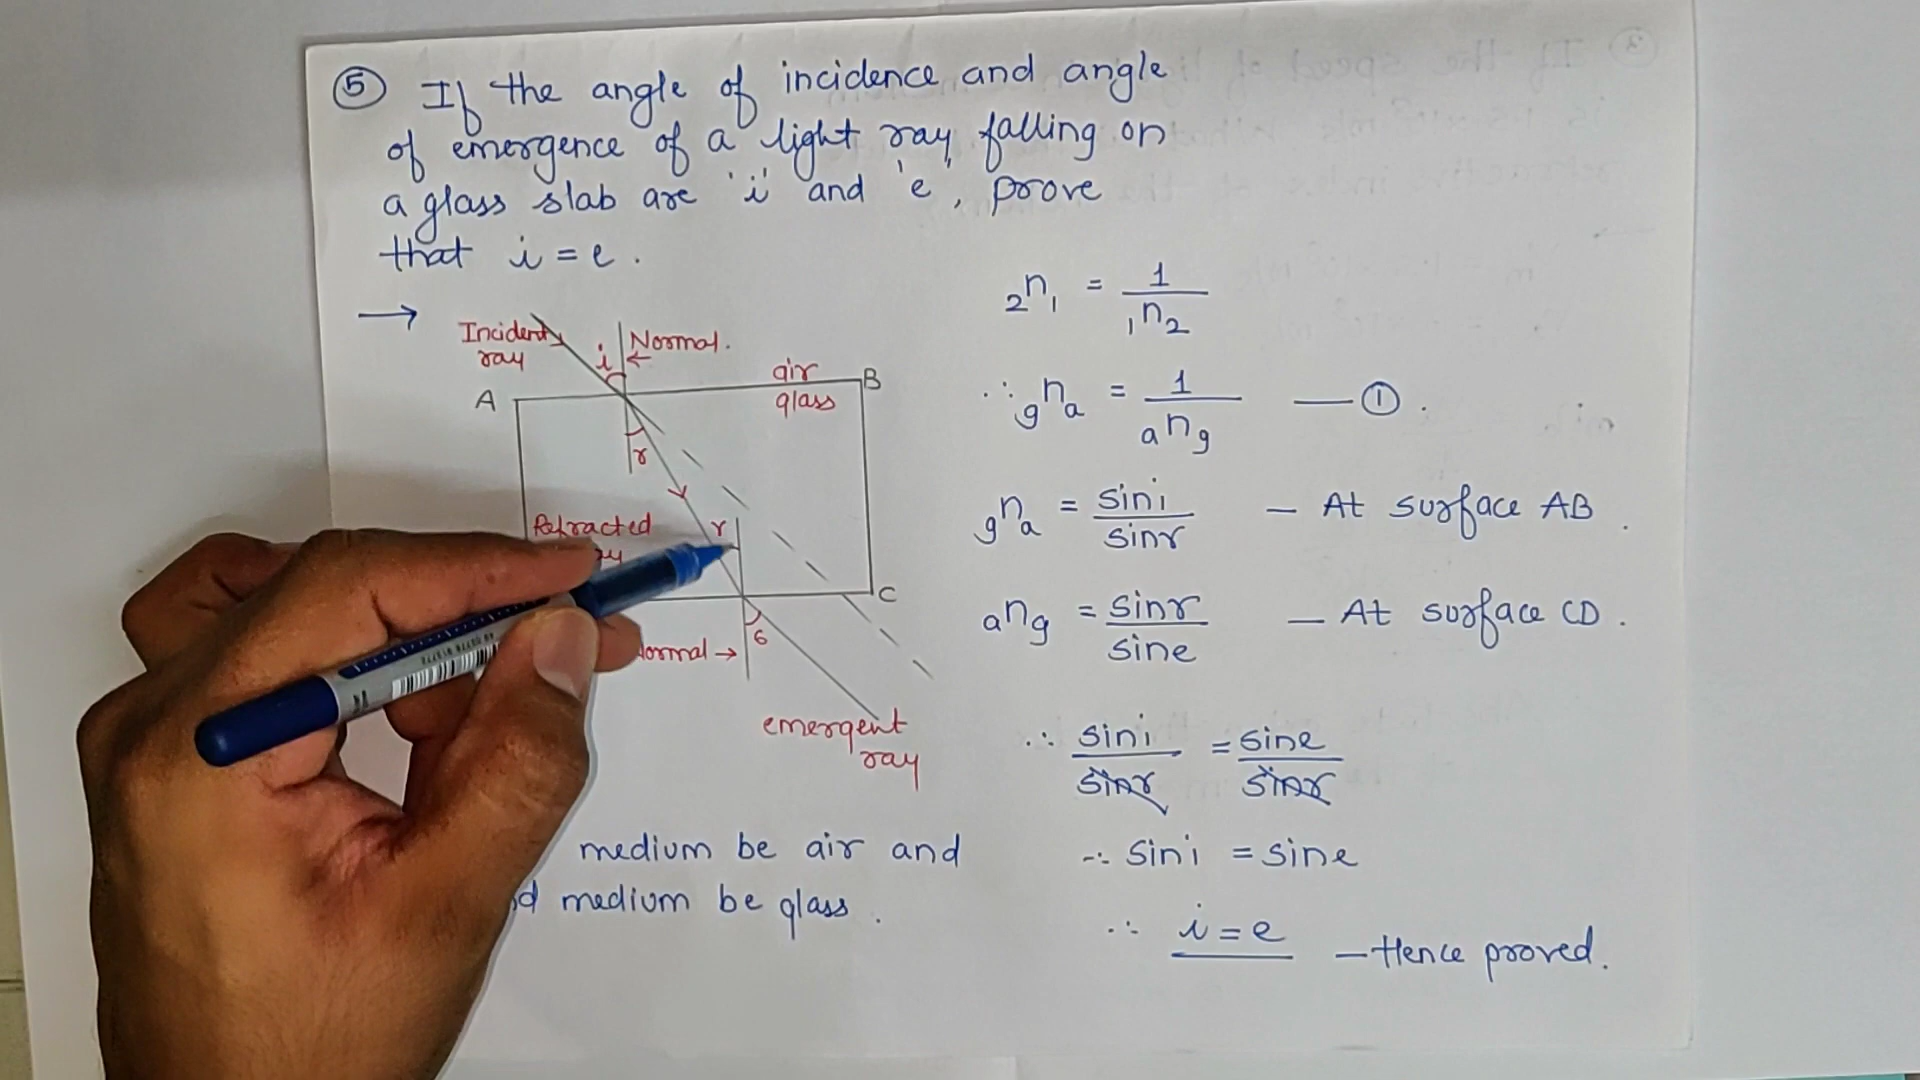 ⑤ If the angle of incidence and angle
of emergence of a light ray falling on
a glass slab are 'i' and 'e', prove
that i = e.
→
Incident
ray
i
Normal.
air
glass
A
B
r
Refracted
r
C
Normal →
e
emergent
ray
medium be air and
medium be glass.
₂n₁ = 1/₁n₂
∴ gnₐ = 1/ₐng — ①.
gnₐ = sini/sinr — At surface AB.
ₐng = sinr/sine — At surface CD.
∴ sini/sinr = sine/sinr
∴ sini = sine
∴ i = e — Hence proved.